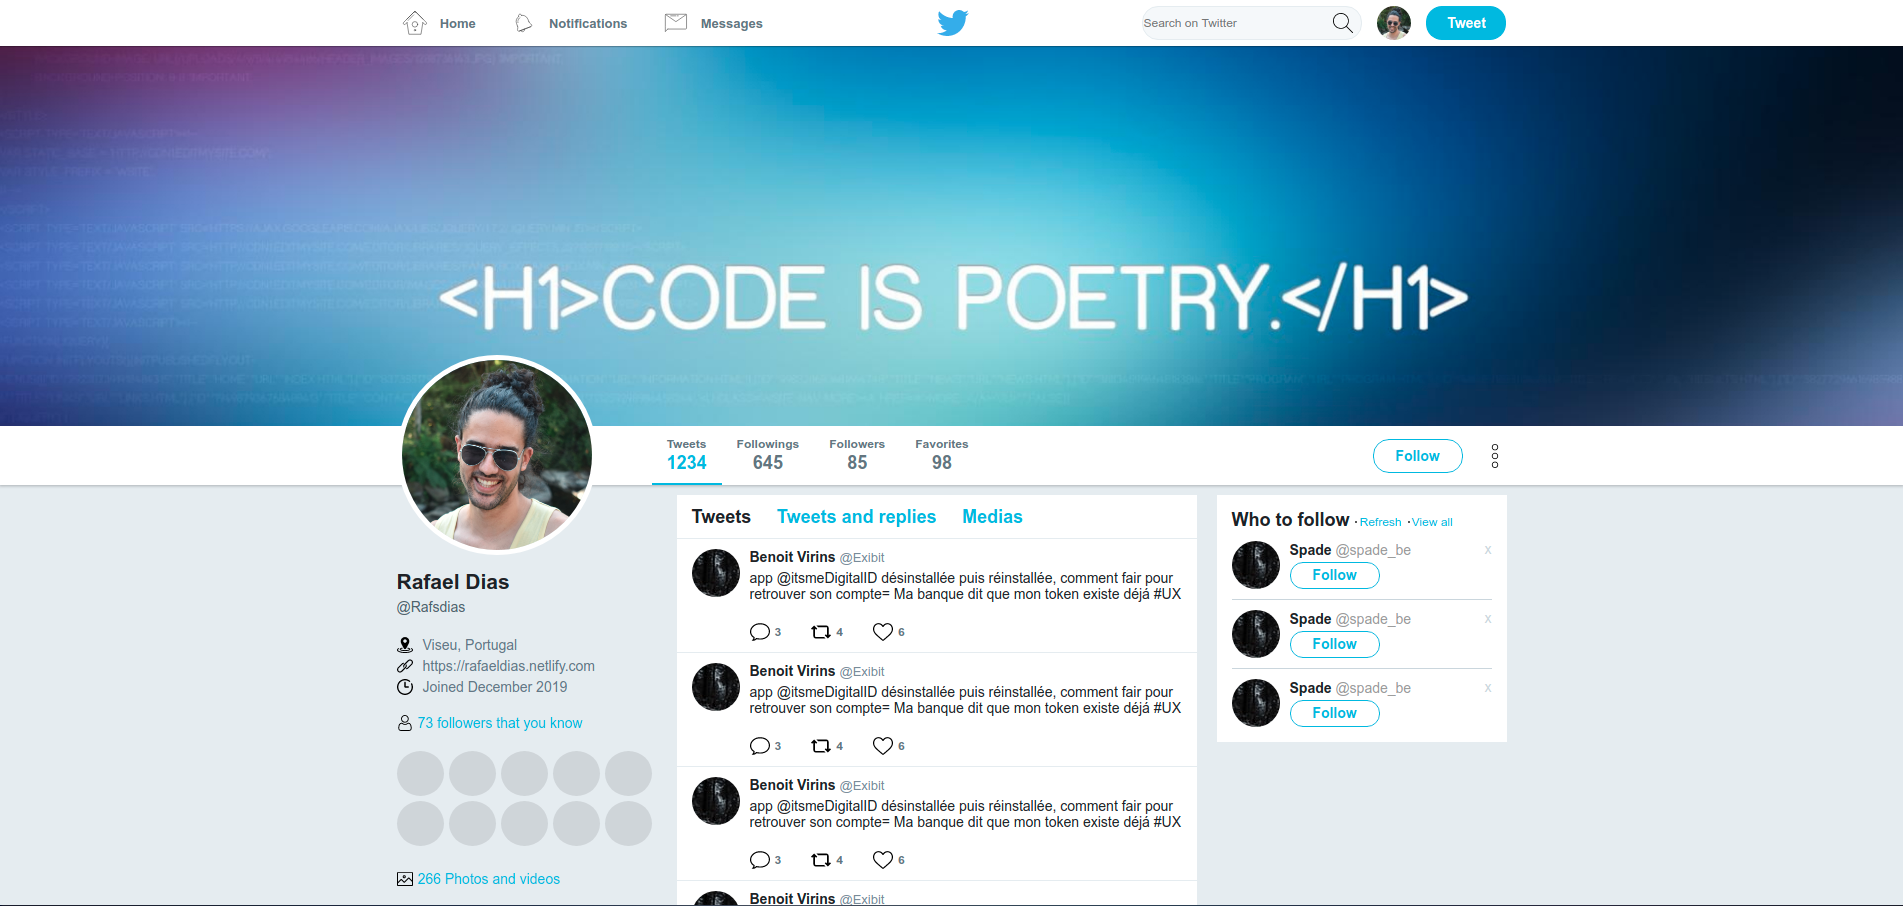 Home
Notifications
Messages
Search on Twitter
Tweet
<H1>CODE IS POETRY.</H1>
Tweets
1234
Followings
645
Followers
85
Favorites
98
Follow
Rafael Dias
@Rafsdias
Viseu, Portugal
https://rafaeldias.netlify.com
Joined December 2019
73 followers that you know
266 Photos and videos
Tweets
Tweets and replies
Medias
Benoit Virins @Exibit
app @itsmeDigitalID désinstallée puis réinstallée, comment fair pour
retrouver son compte= Ma banque dit que mon token existe déjá #UX
3
4
6
Benoit Virins @Exibit
app @itsmeDigitalID désinstallée puis réinstallée, comment fair pour
retrouver son compte= Ma banque dit que mon token existe déjá #UX
3
4
6
Benoit Virins @Exibit
app @itsmeDigitalID désinstallée puis réinstallée, comment fair pour
retrouver son compte= Ma banque dit que mon token existe déjá #UX
3
4
6
Benoit Virins @Exibit
Who to follow · Refresh · View all
Spade @spade_be x
Follow
Spade @spade_be x
Follow
Spade @spade_be x
Follow